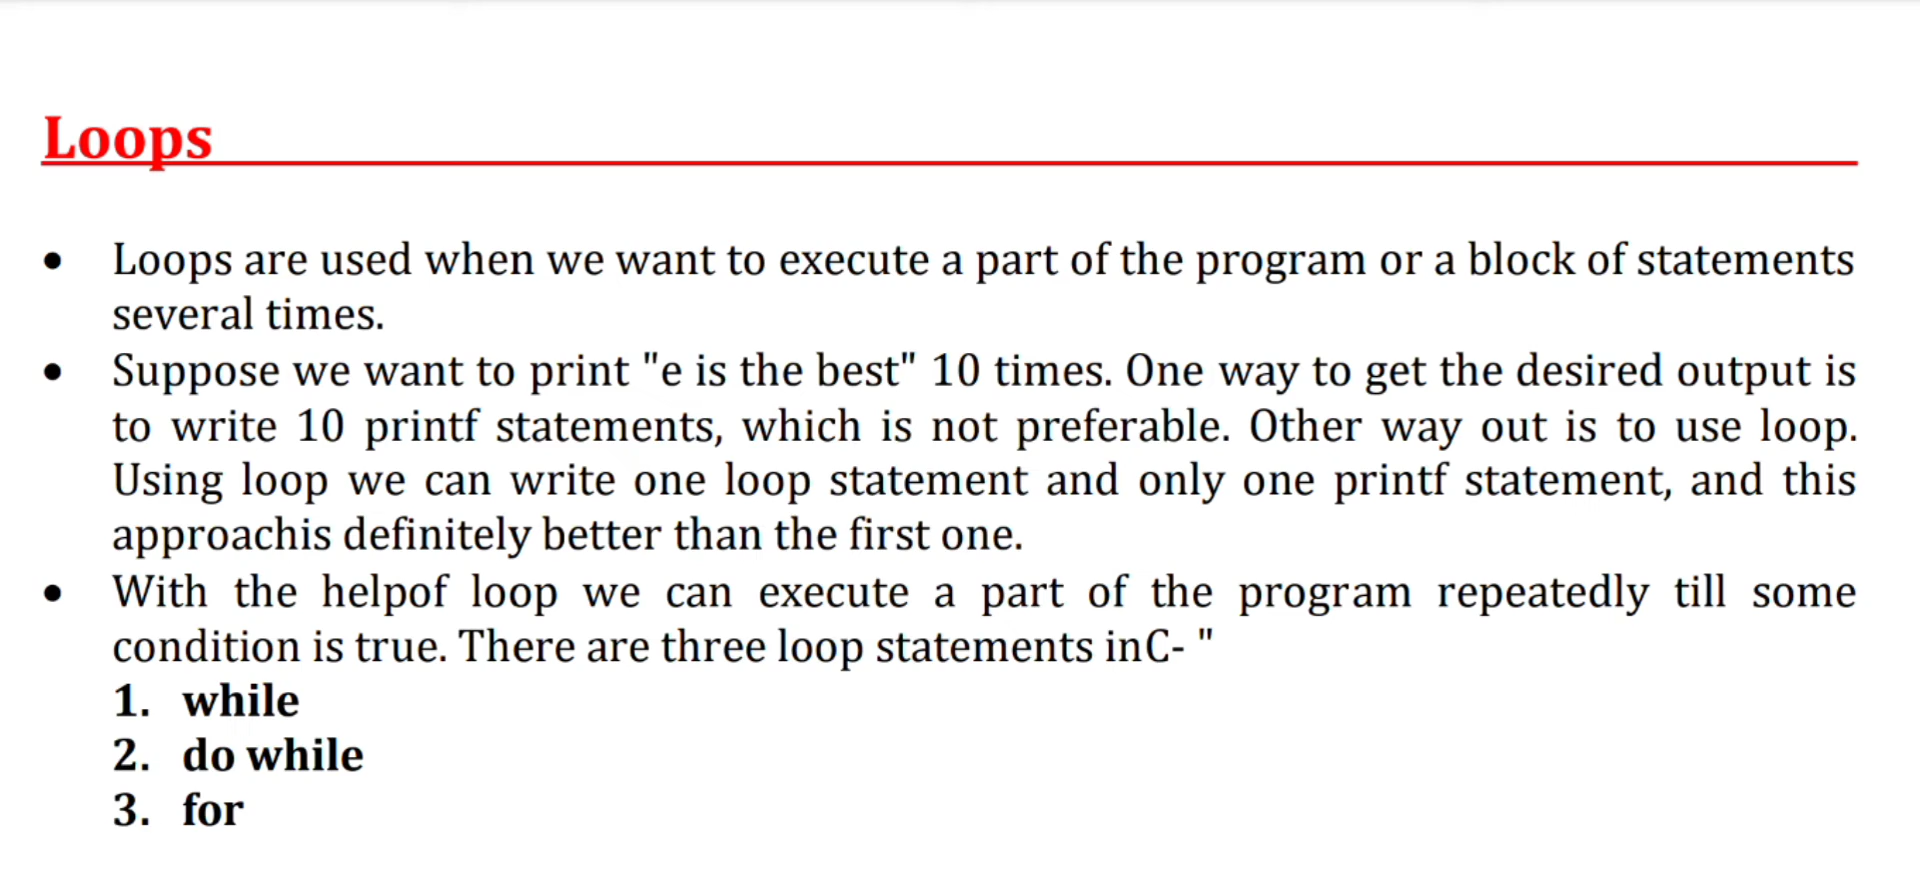 Loops
• Loops are used when we want to execute a part of the program or a block of statements
several times.
• Suppose we want to print "e is the best" 10 times. One way to get the desired output is
to write 10 printf statements, which is not preferable. Other way out is to use loop.
Using loop we can write one loop statement and only one printf statement, and this
approachis definitely better than the first one.
• With the helpof loop we can execute a part of the program repeatedly till some
condition is true. There are three loop statements inC- "
1. while
2. do while
3. for